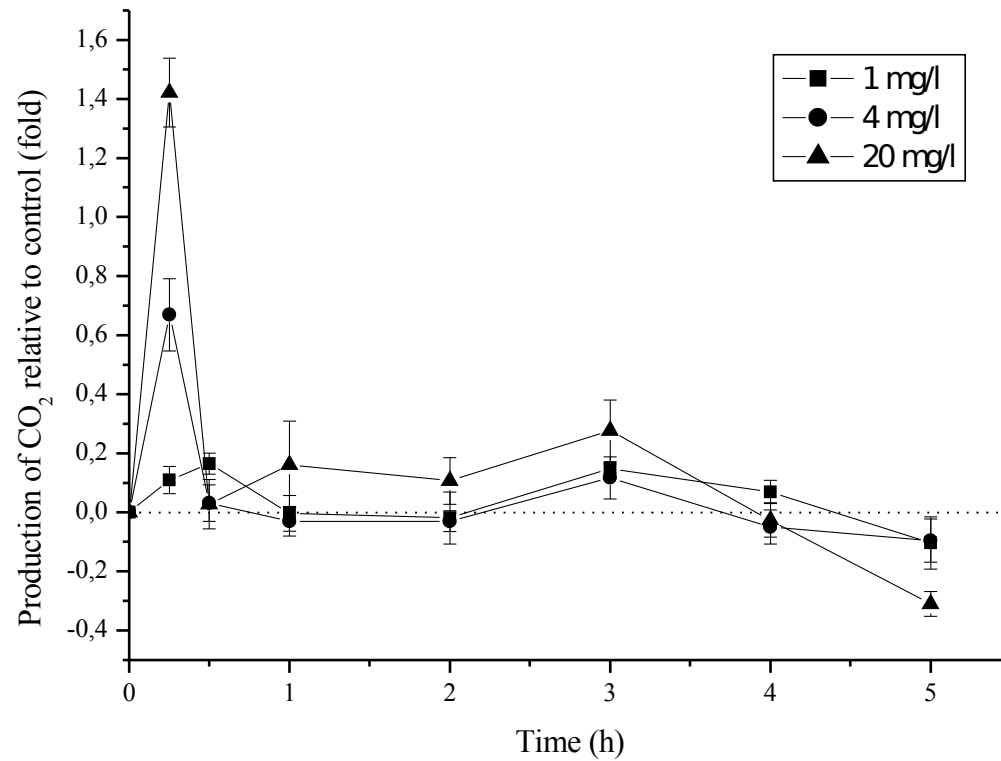 Production of CO₂ relative to control (fold)
1,6
1,4
1,2
1,0
0,8
0,6
0,4
0,2
0,0
-0,2
-0,4
1 mg/l
4 mg/l
20 mg/l
0 1 2 3 4 5
Time (h)